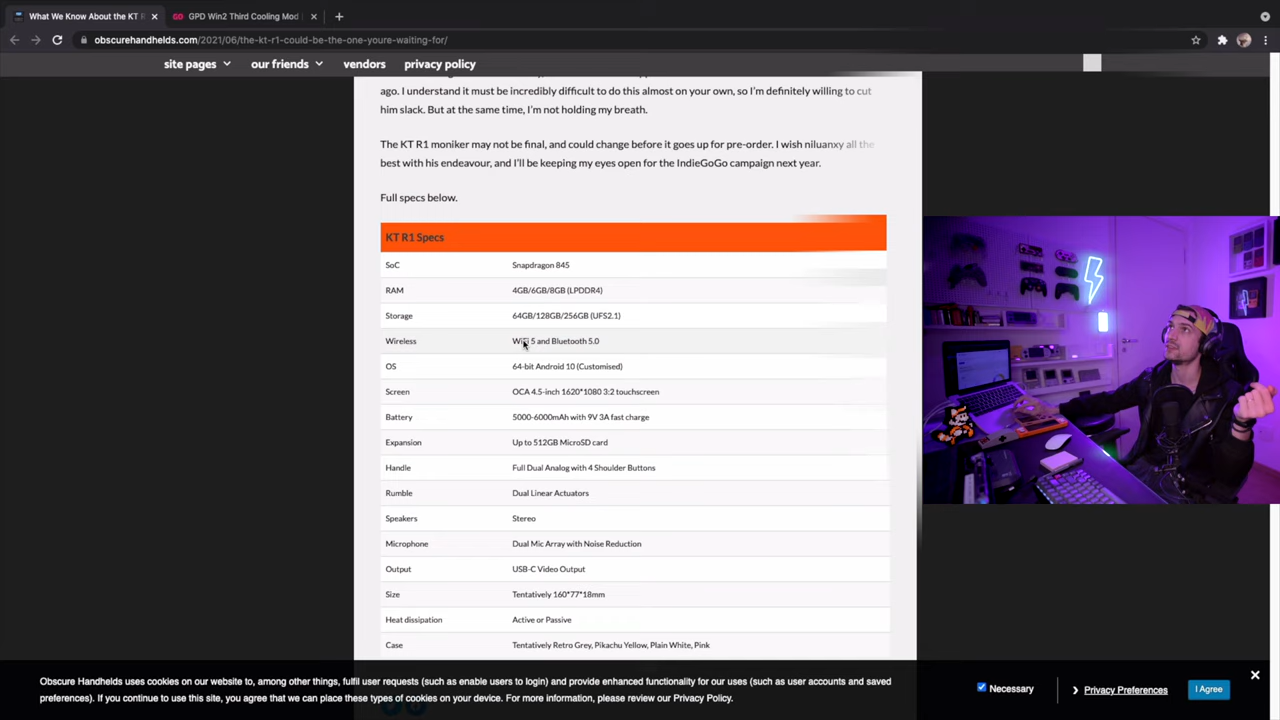 What We Know About the KT R
GPD Win2 Third Cooling Mod
obscurehandhelds.com/2021/06/the-kt-r1-could-be-the-one-youre-waiting-for/
site pages our friends vendors privacy policy
ago. I understand it must be incredibly difficult to do this almost on your own, so I'm definitely willing to cut
him slack. But at the same time, I'm not holding my breath.
The KT R1 moniker may not be final, and could change before it goes up for pre-order. I wish niluanxy all the
best with his endeavour, and I'll be keeping my eyes open for the IndieGoGo campaign next year.
Full specs below.
KT R1 Specs
SoC Snapdragon 845
RAM 4GB/6GB/8GB (LPDDR4)
Storage 64GB/128GB/256GB (UFS2.1)
Wireless WiFi 5 and Bluetooth 5.0
OS 64-bit Android 10 (Customised)
Screen OCA 4.5-inch 1620*1080 3:2 touchscreen
Battery 5000-6000mAh with 9V 3A fast charge
Expansion Up to 512GB MicroSD card
Handle Full Dual Analog with 4 Shoulder Buttons
Rumble Dual Linear Actuators
Speakers Stereo
Microphone Dual Mic Array with Noise Reduction
Output USB-C Video Output
Size Tentatively 160*77*18mm
Heat dissipation Active or Passive
Case Tentatively Retro Grey, Pikachu Yellow, Plain White, Pink
Obscure Handhelds uses cookies on our website to, among other things, fulfil user requests (such as enable users to login) and provide enhanced functionality for our uses (such as user accounts and saved
preferences). If you continue to use this site, you agree that we can place these types of cookies on your device. For more information, please review our Privacy Policy.
Necessary
Privacy Preferences
I Agree